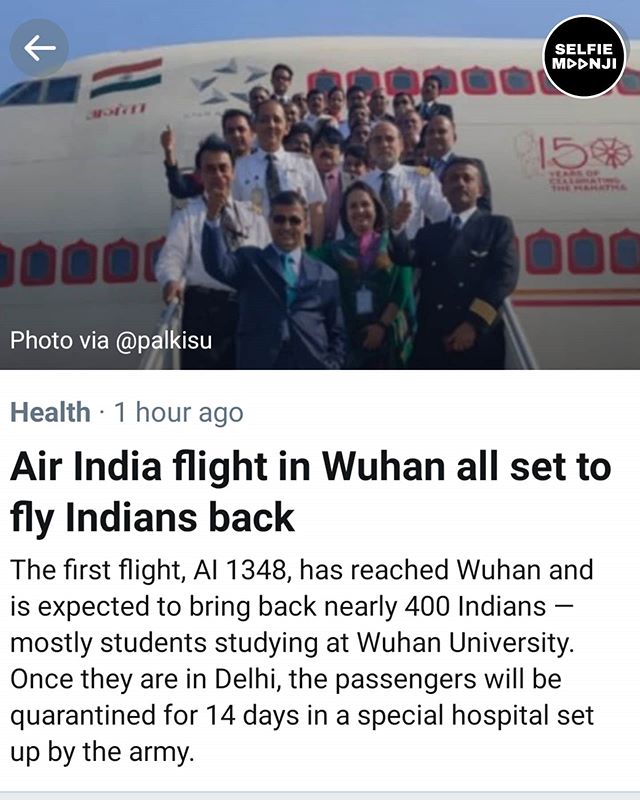 SELFIE
MⵠⵠNJI
अजंता
150
YEARS OF
CELEBRATING
THE MAHATMA
Photo via @palkisu
Health · 1 hour ago
Air India flight in Wuhan all set to
fly Indians back
The first flight, AI 1348, has reached Wuhan and
is expected to bring back nearly 400 Indians —
mostly students studying at Wuhan University.
Once they are in Delhi, the passengers will be
quarantined for 14 days in a special hospital set
up by the army.